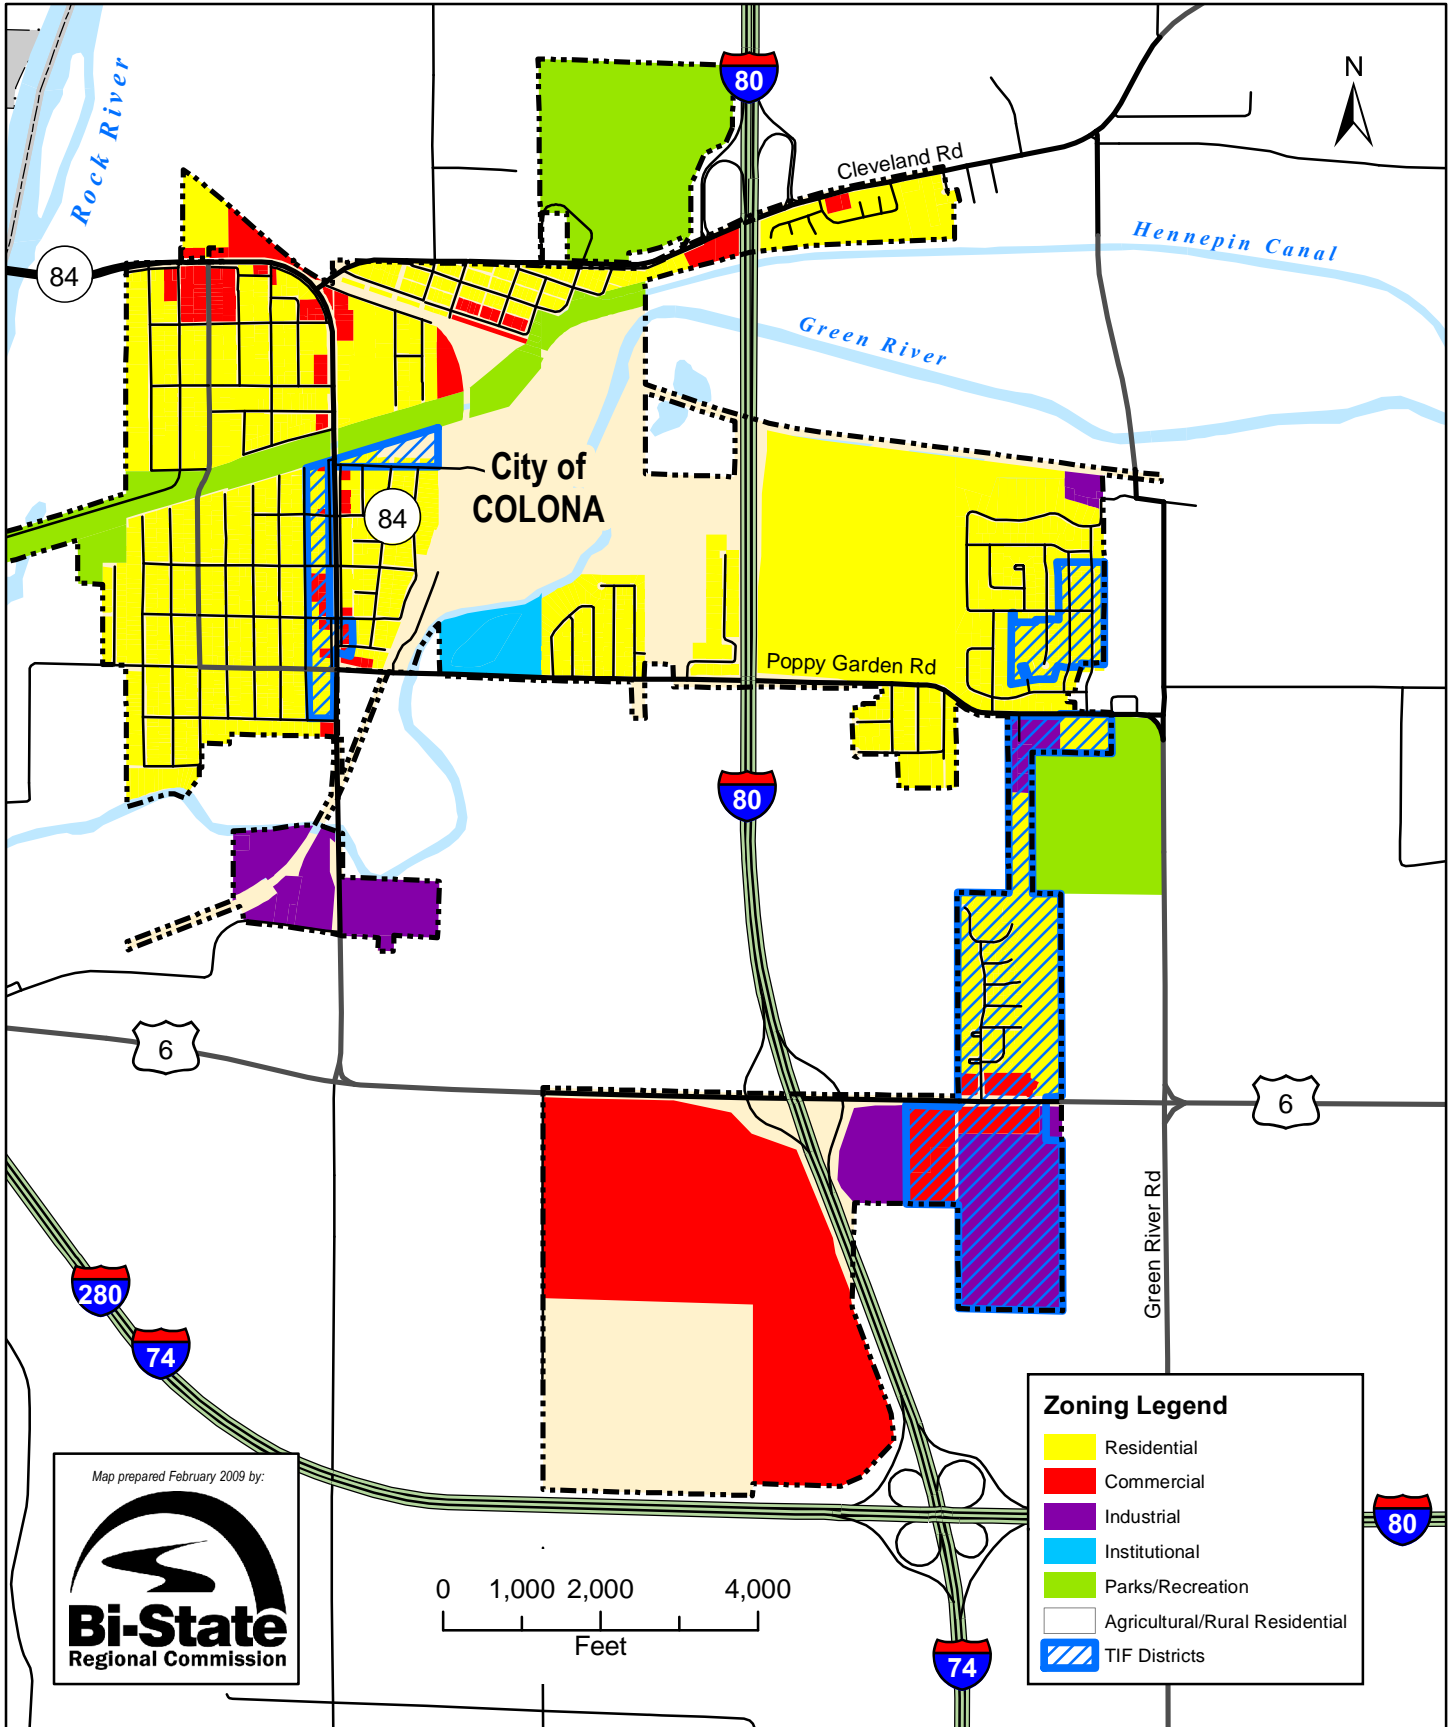 80
N
Cleveland Rd
Rock River
Hennepin Canal
84
Green River
City of
COLONA
84
Poppy Garden Rd
80
6
6
Green River Rd
280
74
Zoning Legend
Residential
Commercial
Industrial
Institutional
Parks/Recreation
Agricultural/Rural Residential
TIF Districts
80
Map prepared February 2009 by:
Bi-State
Regional Commission
0 1,000 2,000 4,000
Feet
74